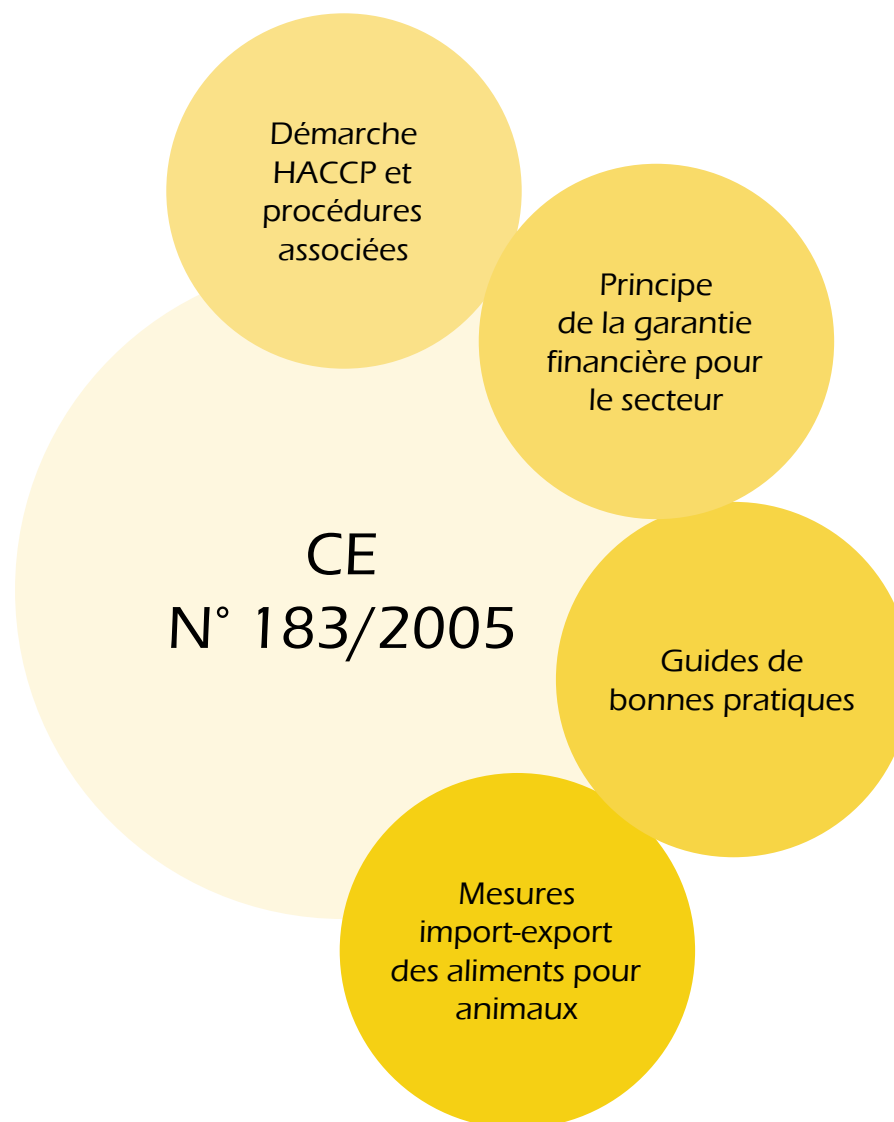 Démarche
HACCP et
procédures
associées
Principe
de la garantie
financière pour
le secteur
CE
N° 183/2005
Guides de
bonnes pratiques
Mesures
import-export
des aliments pour
animaux